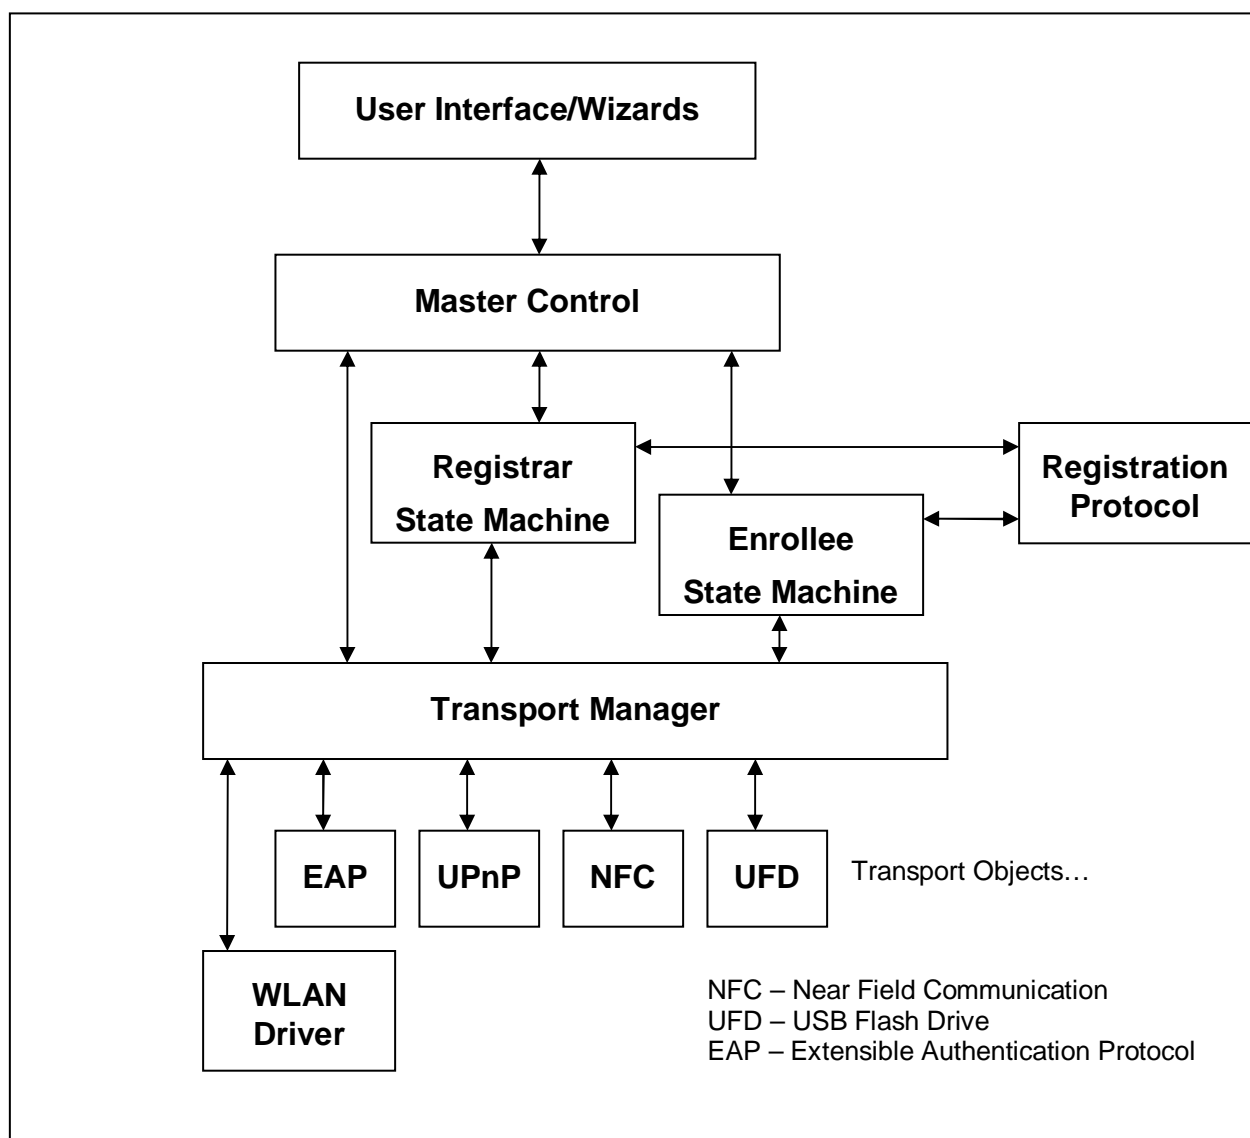 User Interface/Wizards
Master Control
Registrar
State Machine
Registration
Protocol
Enrollee
State Machine
Transport Manager
EAP
UPnP
NFC
UFD
Transport Objects…
WLAN
Driver
NFC – Near Field Communication
UFD – USB Flash Drive
EAP – Extensible Authentication Protocol